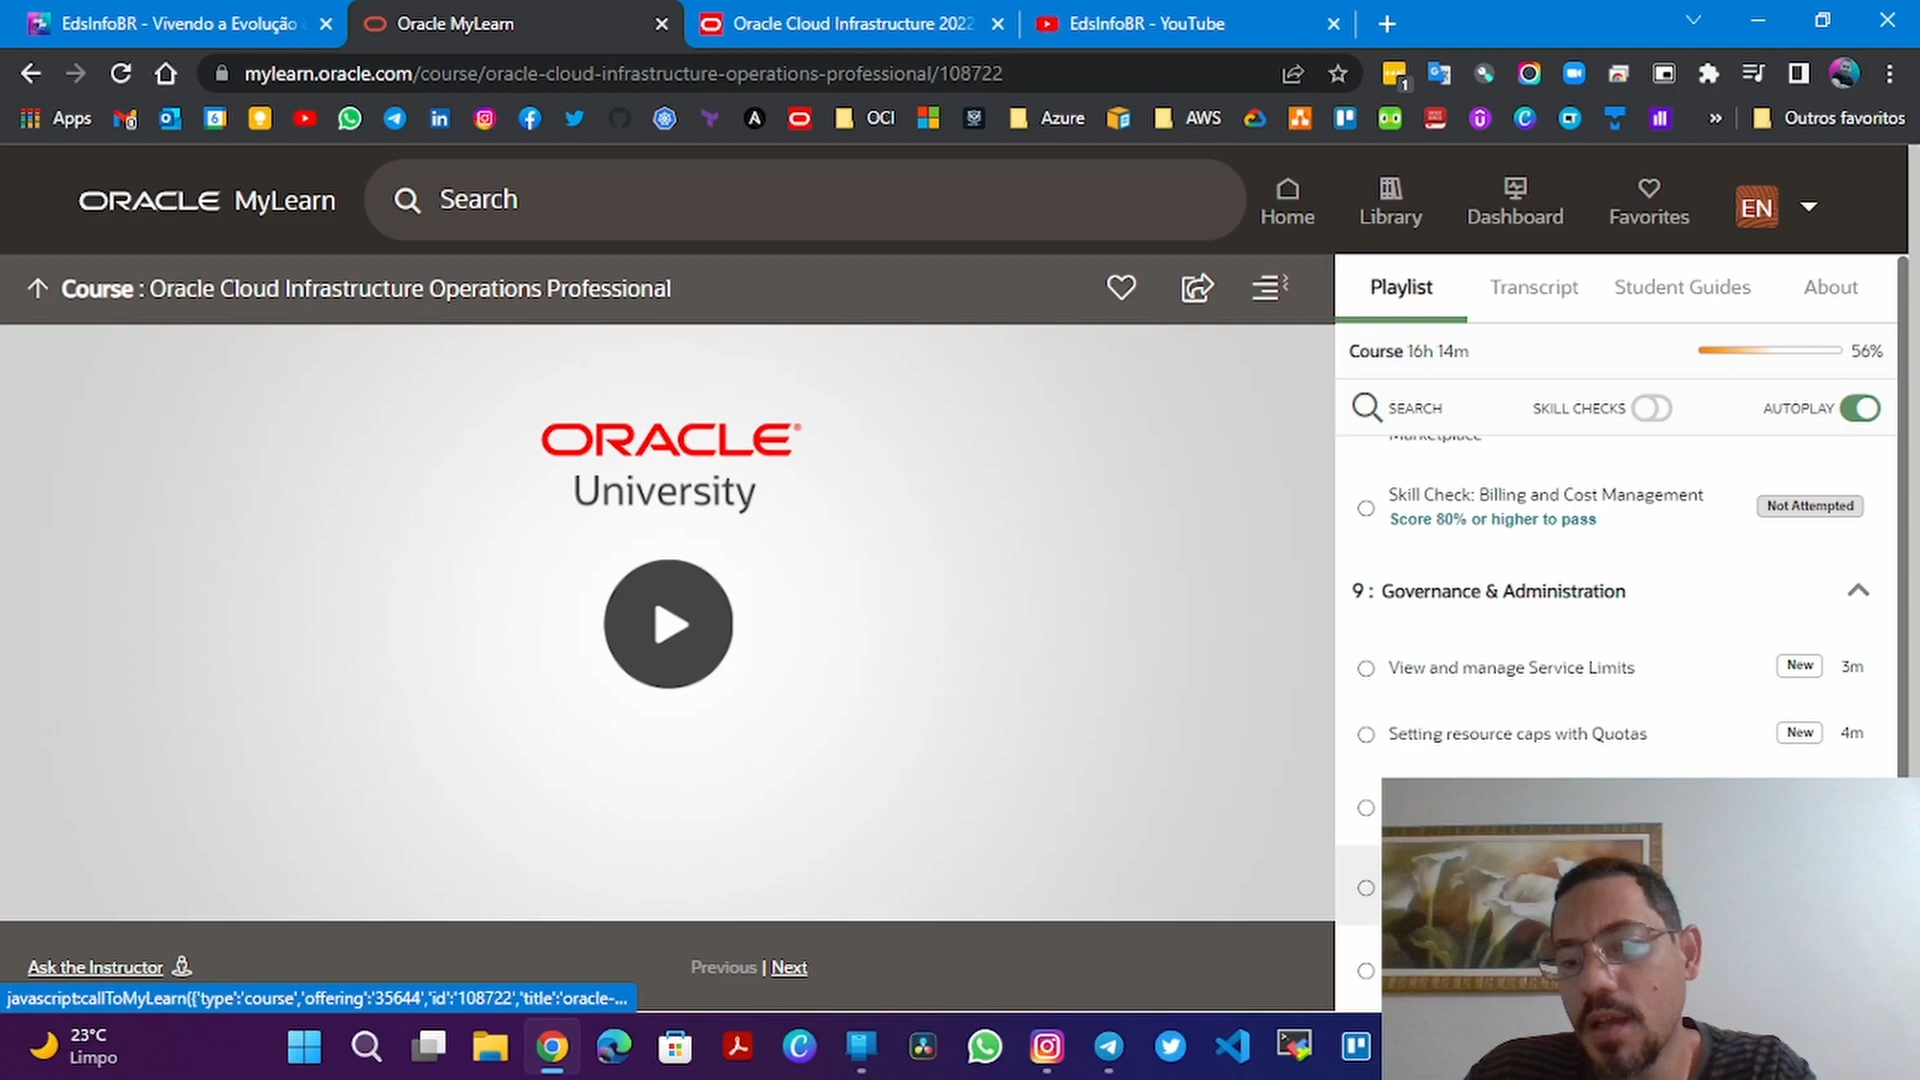 EdsInfoBR - Vivendo a Evolução
Oracle MyLearn
Oracle Cloud Infrastructure 2022
EdsInfoBR - YouTube
mylearn.oracle.com/course/oracle-cloud-infrastructure-operations-professional/108722
1
Apps
OCI
Azure
AWS
Outros favoritos
ORACLE MyLearn
Search
Home
Library
Dashboard
Favorites
EN
Course : Oracle Cloud Infrastructure Operations Professional
Playlist
Transcript
Student Guides
About
Course 16h 14m
56%
SEARCH
SKILL CHECKS
AUTOPLAY
Marketplace
Skill Check: Billing and Cost Management
Score 80% or higher to pass
Not Attempted
9 : Governance & Administration
View and manage Service Limits
New
3m
Setting resource caps with Quotas
New
4m
ORACLE
University
Ask the Instructor
Previous | Next
javascript:callToMyLearn({'type':'course','offering':'35644','id':'108722','title':'oracle-...
23°C
Limpo